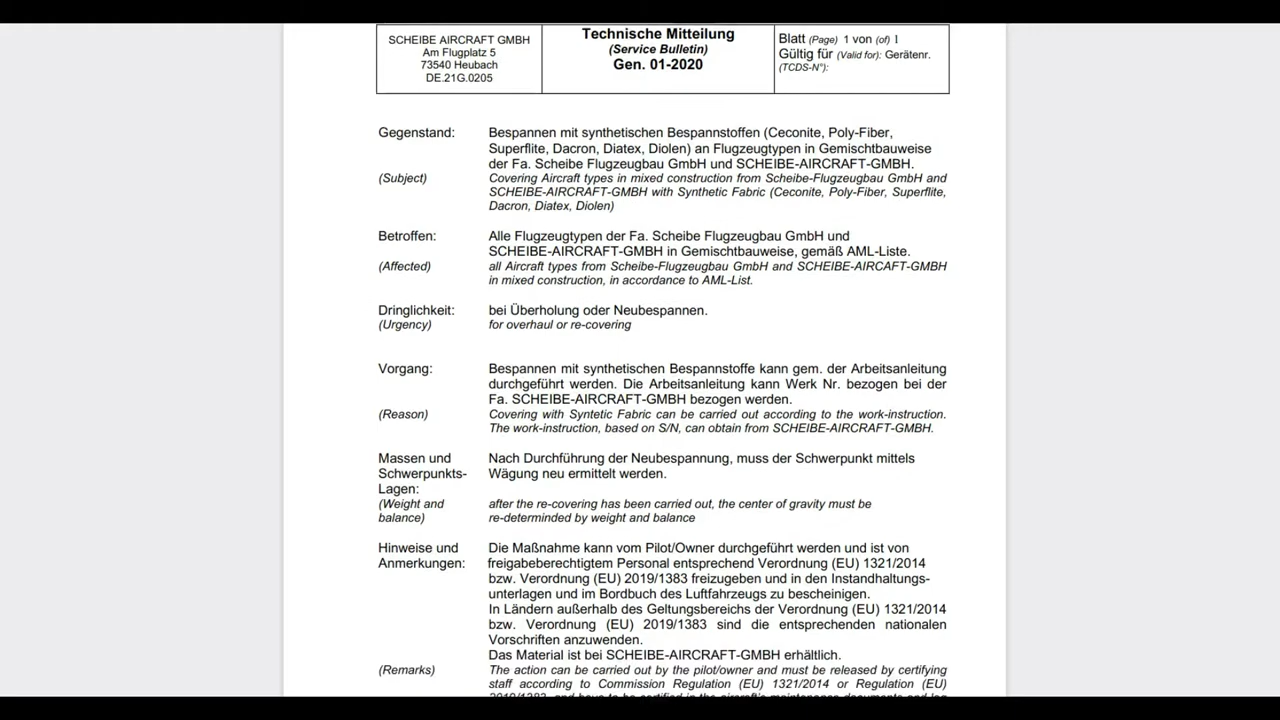 SCHEIBE AIRCRAFT GMBH
Am Flugplatz 5
73540 Heubach
DE.21G.0205
Technische Mitteilung
(Service Bulletin)
Gen. 01-2020
Blatt (Page) 1 von (of) 1
Gültig für (Valid for): Gerätenr.
(TCDS-N°):
Gegenstand: Bespannen mit synthetischen Bespannstoffen (Ceconite, Poly-Fiber,
Superflite, Dacron, Diatex, Diolen) an Flugzeugtypen in Gemischtbauweise
der Fa. Scheibe Flugzeugbau GmbH und SCHEIBE-AIRCRAFT-GMBH.
(Subject) Covering Aircraft types in mixed construction from Scheibe-Flugzeugbau GmbH and
SCHEIBE-AIRCRAFT-GMBH with Synthetic Fabric (Ceconite, Poly-Fiber, Superflite,
Dacron, Diatex, Diolen)
Betroffen: Alle Flugzeugtypen der Fa. Scheibe Flugzeugbau GmbH und
SCHEIBE-AIRCRAFT-GMBH in Gemischtbauweise, gemäß AML-Liste.
(Affected) all Aircraft types from Scheibe-Flugzeugbau GmbH and SCHEIBE-AIRCAFT-GMBH
in mixed construction, in accordance to AML-List.
Dringlichkeit: bei Überholung oder Neubespannen.
(Urgency) for overhaul or re-covering
Vorgang: Bespannen mit synthetischen Bespannstoffe kann gem. der Arbeitsanleitung
durchgeführt werden. Die Arbeitsanleitung kann Werk Nr. bezogen bei der
Fa. SCHEIBE-AIRCRAFT-GMBH bezogen werden.
(Reason) Covering with Syntetic Fabric can be carried out according to the work-instruction.
The work-instruction, based on S/N, can obtain from SCHEIBE-AIRCRAFT-GMBH.
Massen und Nach Durchführung der Neubespannung, muss der Schwerpunkt mittels
Schwerpunkts- Wägung neu ermittelt werden.
Lagen:
(Weight and after the re-covering has been carried out, the center of gravity must be
balance) re-determinded by weight and balance
Hinweise und Die Maßnahme kann vom Pilot/Owner durchgeführt werden und ist von
Anmerkungen: freigabeberechtigtem Personal entsprechend Verordnung (EU) 1321/2014
bzw. Verordnung (EU) 2019/1383 freizugeben und in den Instandhaltungs-
unterlagen und im Bordbuch des Luftfahrzeugs zu bescheinigen.
In Ländern außerhalb des Geltungsbereichs der Verordnung (EU) 1321/2014
bzw. Verordnung (EU) 2019/1383 sind die entsprechenden nationalen
Vorschriften anzuwenden.
Das Material ist bei SCHEIBE-AIRCRAFT-GMBH erhältlich.
(Remarks) The action can be carried out by the pilot/owner and must be released by certifying
staff according to Commission Regulation (EU) 1321/2014 or Regulation (EU)
2019/1383, and have to be certified in the aircraft's maintenance documents and log